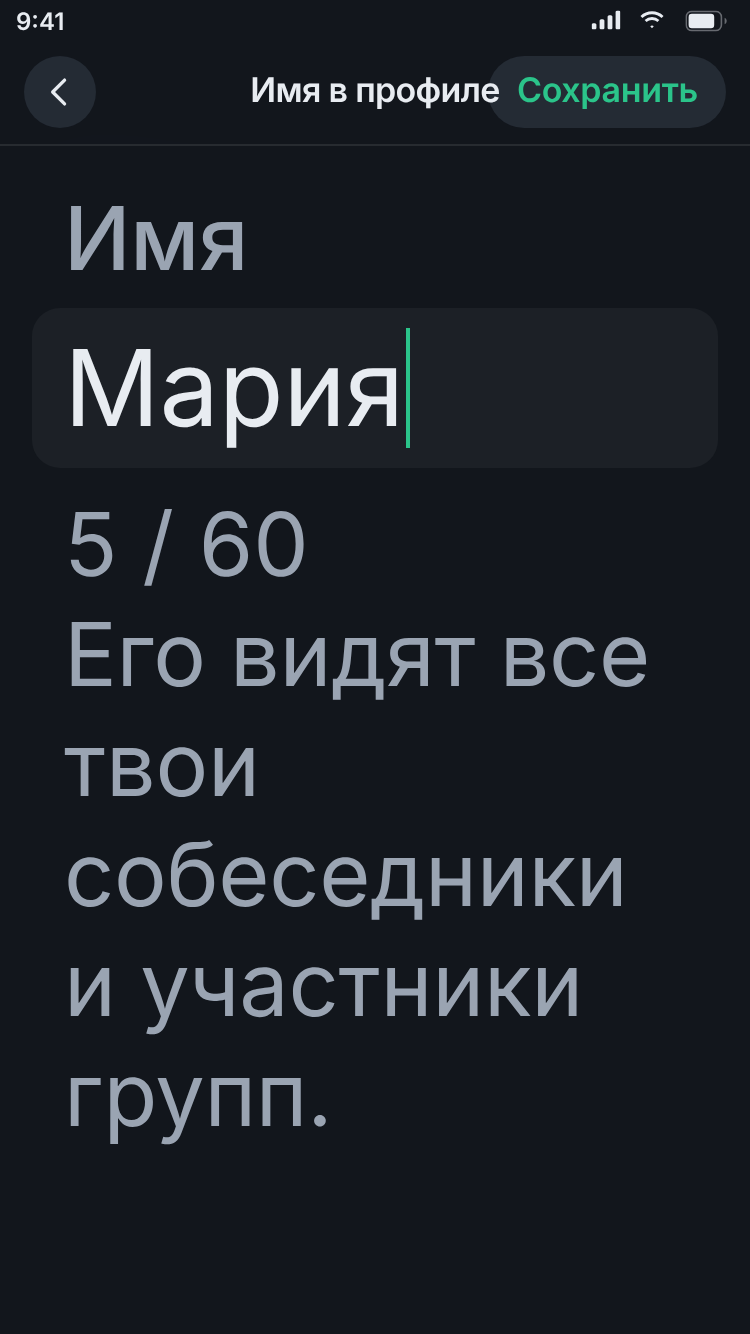 9:41
Имя в профиле Сохранить
Имя
Мария
5 / 60
Его видят все
твои
собеседники
и участники
групп.